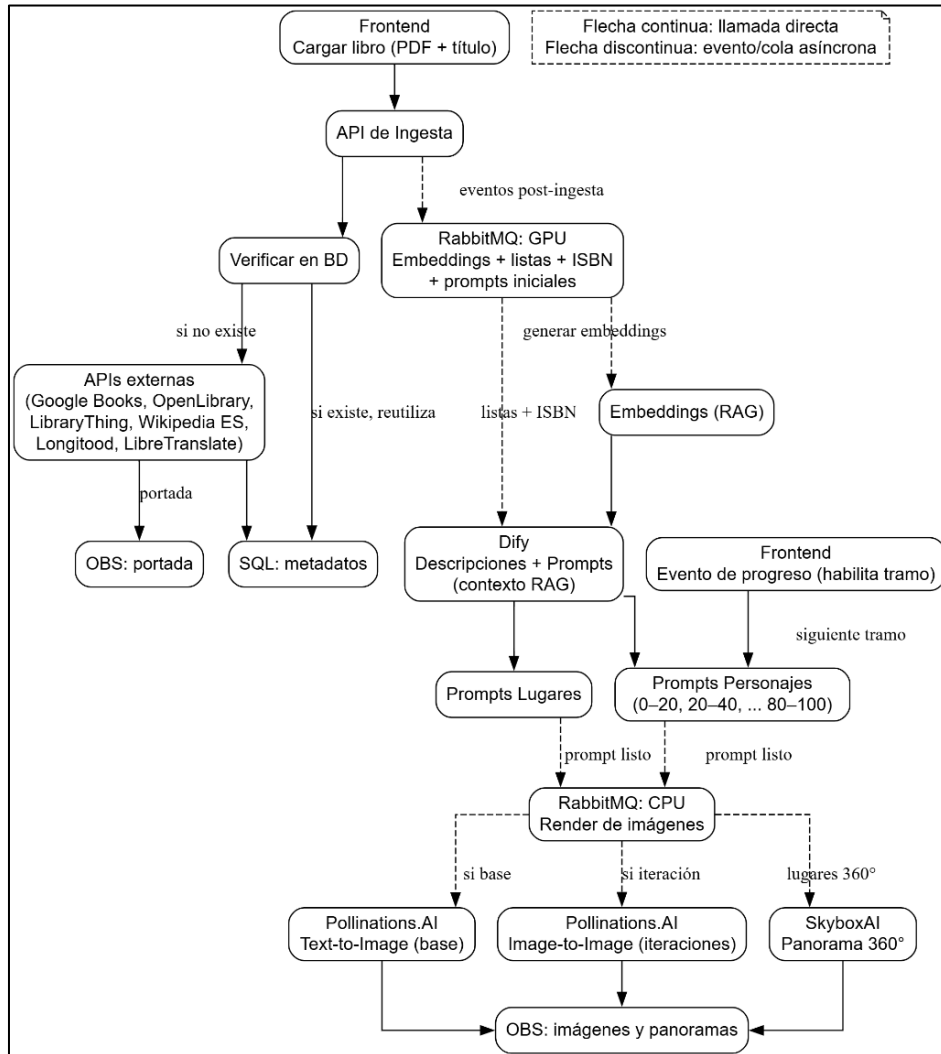 Frontend
Cargar libro (PDF + título)
Flecha continua: llamada directa
Flecha discontinua: evento/cola asíncrona
API de Ingesta
eventos post-ingesta
Verificar en BD
RabbitMQ: GPU
Embeddings + listas + ISBN
+ prompts iniciales
si no existe
generar embeddings
APIs externas
(Google Books, OpenLibrary,
LibraryThing, Wikipedia ES,
Longitood, LibreTranslate)
si existe, reutiliza
listas + ISBN
Embeddings (RAG)
portada
OBS: portada
SQL: metadatos
Dify
Descripciones + Prompts
(contexto RAG)
Frontend
Evento de progreso (habilita tramo)
siguiente tramo
Prompts Lugares
Prompts Personajes
(0–20, 20–40, ... 80–100)
prompt listo
prompt listo
RabbitMQ: CPU
Render de imágenes
si base
si iteración
lugares 360°
Pollinations.AI
Text-to-Image (base)
Pollinations.AI
Image-to-Image (iteraciones)
SkyboxAI
Panorama 360°
OBS: imágenes y panoramas